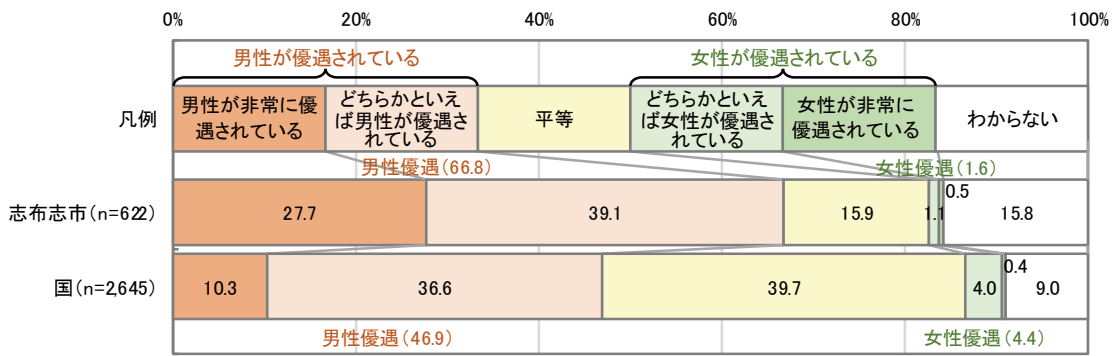 0% 20% 40% 60% 80% 100%
男性が優遇されている 女性が優遇されている
凡例
男性が非常に優
遇されている
どちらかといえ
ば男性が優遇さ
れている
平等
どちらかといえ
ば女性が優遇さ
れている
女性が非常に
優遇されている
わからない
男性優遇(66.8) 女性優遇(1.6)
志布志市(n=622) 27.7 39.1 15.9 1.1 0.5 15.8
国(n=2,645) 10.3 36.6 39.7 4.0 0.4 9.0
男性優遇(46.9) 女性優遇(4.4)